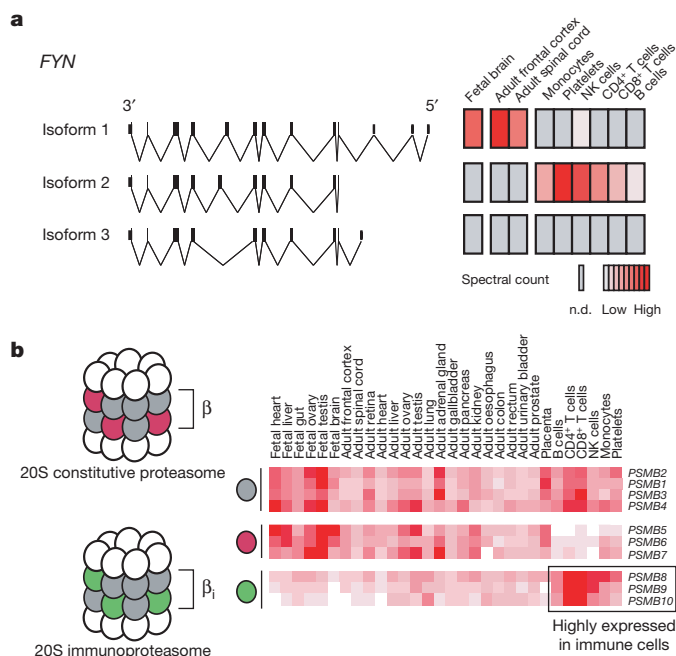 a
FYN
3′ 5′
Isoform 1
Isoform 2
Isoform 3
Fetal brain
Adult frontal cortex
Adult spinal cord
Monocytes
Platelets
NK cells
CD4⁺ T cells
CD8⁺ T cells
B cells
Spectral count
n.d. Low High
b
β
20S constitutive proteasome
βi
20S immunoproteasome
Fetal heart
Fetal liver
Fetal gut
Fetal ovary
Fetal testis
Fetal brain
Adult frontal cortex
Adult spinal cord
Adult retina
Adult heart
Adult liver
Adult ovary
Adult testis
Adult lung
Adult adrenal gland
Adult gallbladder
Adult pancreas
Adult kidney
Adult oesophagus
Adult colon
Adult rectum
Adult urinary bladder
Adult prostate
Placenta
B cells
CD4⁺ T cells
CD8⁺ T cells
NK cells
Monocytes
Platelets
PSMB2
PSMB1
PSMB3
PSMB4
PSMB5
PSMB6
PSMB7
PSMB8
PSMB9
PSMB10
Highly expressed
in immune cells